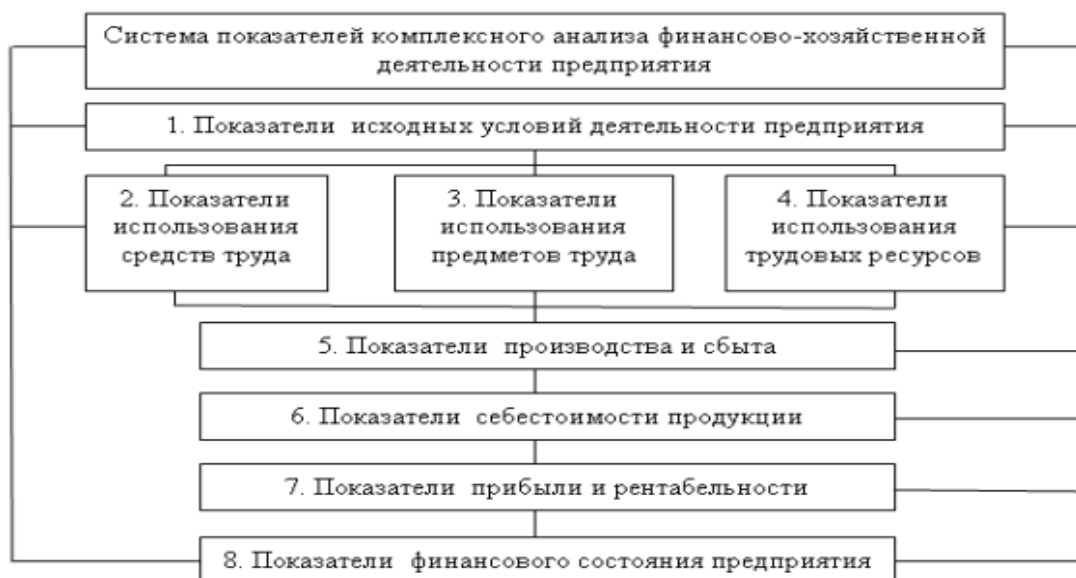 Система показателей комплексного анализа финансово-хозяйственной
деятельности предприятия
1. Показатели исходных условий деятельности предприятия
2. Показатели
использования
средств труда
3. Показатели
использования
предметов труда
4. Показатели
использования
трудовых ресурсов
5. Показатели производства и сбыта
6. Показатели себестоимости продукции
7. Показатели прибыли и рентабельности
8. Показатели финансового состояния предприятия